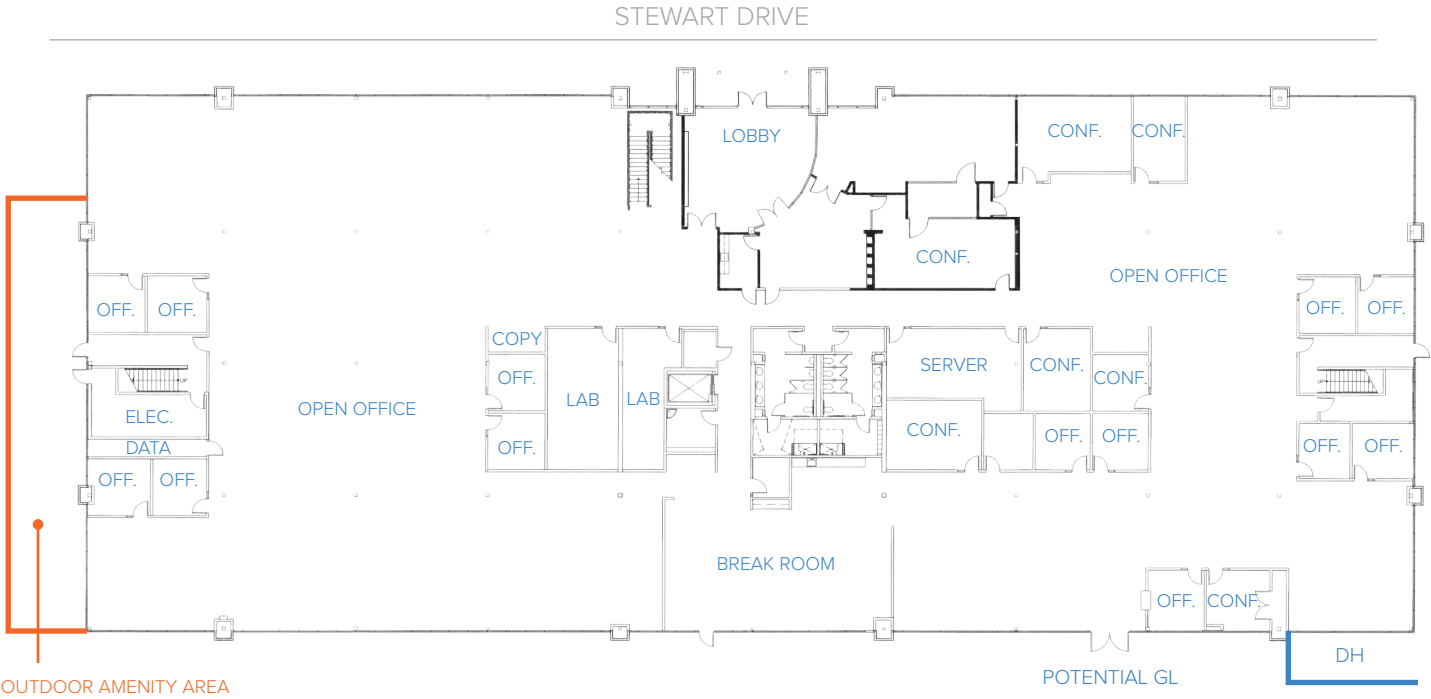 STEWART DRIVE
LOBBY
CONF.
CONF.
CONF.
OPEN OFFICE
OFF.
OFF.
OFF.
OFF.
COPY
OFF.
LAB
LAB
SERVER
CONF.
CONF.
ELEC.
OPEN OFFICE
DATA
OFF.
CONF.
OFF.
OFF.
OFF.
OFF.
OFF.
OFF.
UP
UP
BREAK ROOM
OFF.
CONF.
DH
POTENTIAL GL
OUTDOOR AMENITY AREA